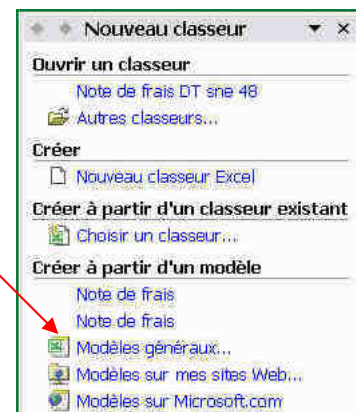 Nouveau classeur
Ouvrir un classeur
Note de frais DT sne 48
Autres classeurs...
Créer
Nouveau classeur Excel
Créer à partir d'un classeur existant
Choisir un classeur...
Créer à partir d'un modèle
Note de frais
Note de frais
Modèles généraux...
Modèles sur mes sites Web...
Modèles sur Microsoft.com